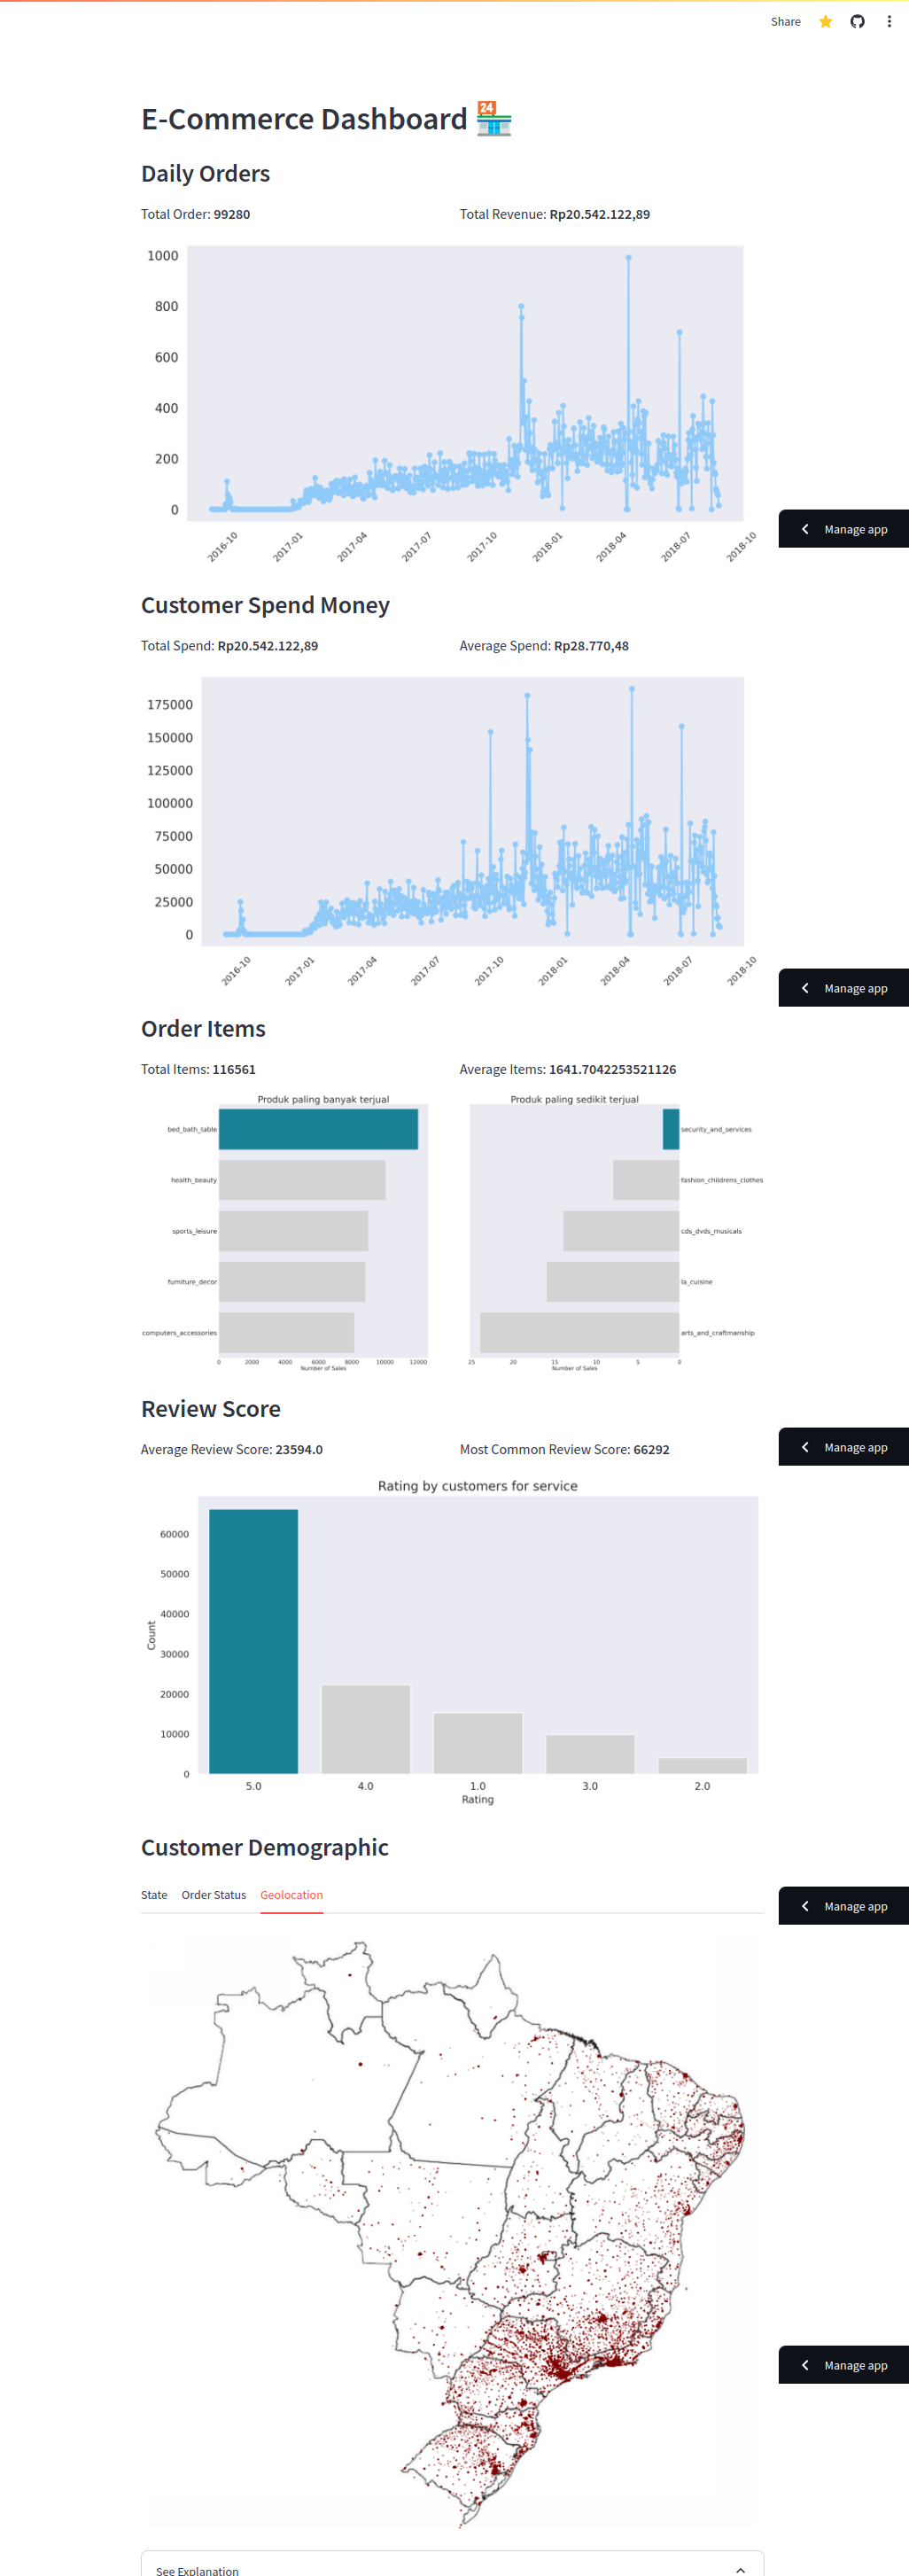 Share
E-Commerce Dashboard
24
Daily Orders
Total Order: 99280
Total Revenue: Rp20.542.122,89
1000
800
600
400
200
0
2016-10
2017-01
2017-04
2017-07
2017-10
2018-01
2018-04
2018-07
2018-10
Manage app
Customer Spend Money
Total Spend: Rp20.542.122,89
Average Spend: Rp28.770,48
175000
150000
125000
100000
75000
50000
25000
0
2016-10
2017-01
2017-04
2017-07
2017-10
2018-01
2018-04
2018-07
2018-10
Manage app
Order Items
Total Items: 116561
Average Items: 1641.7042253521126
Produk paling banyak terjual
bed_bath_table
health_beauty
sports_leisure
furniture_decor
computers_accessories
0
2000
4000
6000
8000
10000
12000
Number of Sales
Produk paling sedikit terjual
security_and_services
fashion_childrens_clothes
cds_dvds_musicals
la_cuisine
arts_and_craftmanship
25
20
15
10
5
0
Number of Sales
Review Score
Average Review Score: 23594.0
Most Common Review Score: 66292
Manage app
Rating by customers for service
60000
50000
40000
30000
20000
10000
0
Count
5.0
4.0
1.0
3.0
2.0
Rating
Customer Demographic
State
Order Status
Geolocation
Manage app
Manage app
See Explanation